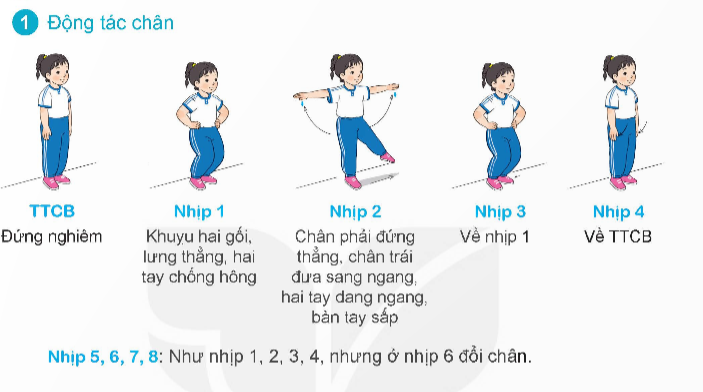 1 Động tác chân
TTCB
Đứng nghiêm
Nhịp 1
Khuỵu hai gối,
lưng thẳng, hai
tay chống hông
Nhịp 2
Chân phải đứng
thẳng, chân trái
đưa sang ngang,
hai tay dang ngang,
bàn tay sấp
Nhịp 3
Về nhịp 1
Nhịp 4
Về TTCB
Nhịp 5, 6, 7, 8: Như nhịp 1, 2, 3, 4, nhưng ở nhịp 6 đổi chân.